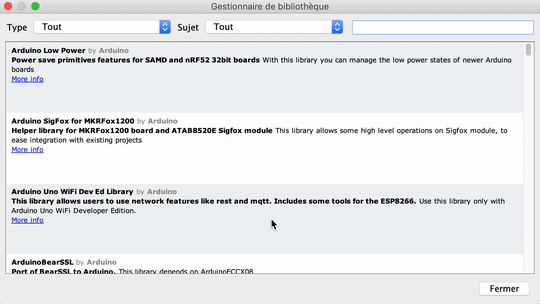 Gestionnaire de bibliothèque
Type Tout Sujet Tout
Arduino Low Power by Arduino
Power save primitives features for SAMD and nRF52 32bit boards With this library you can manage the low power states of newer Arduino
boards
More info
Arduino SigFox for MKRFox1200 by Arduino
Helper library for MKRFox1200 board and ATAB8520E Sigfox module This library allows some high level operations on Sigfox module, to
ease integration with existing projects
More info
Arduino Uno WiFi Dev Ed Library by Arduino
This library allows users to use network features like rest and mqtt. Includes some tools for the ESP8266. Use this library only with
Arduino Uno WiFi Developer Edition.
More info
ArduinoBearSSL by Arduino
Port of BearSSL to Arduino. This library depends on ArduinoECCX08.
Fermer